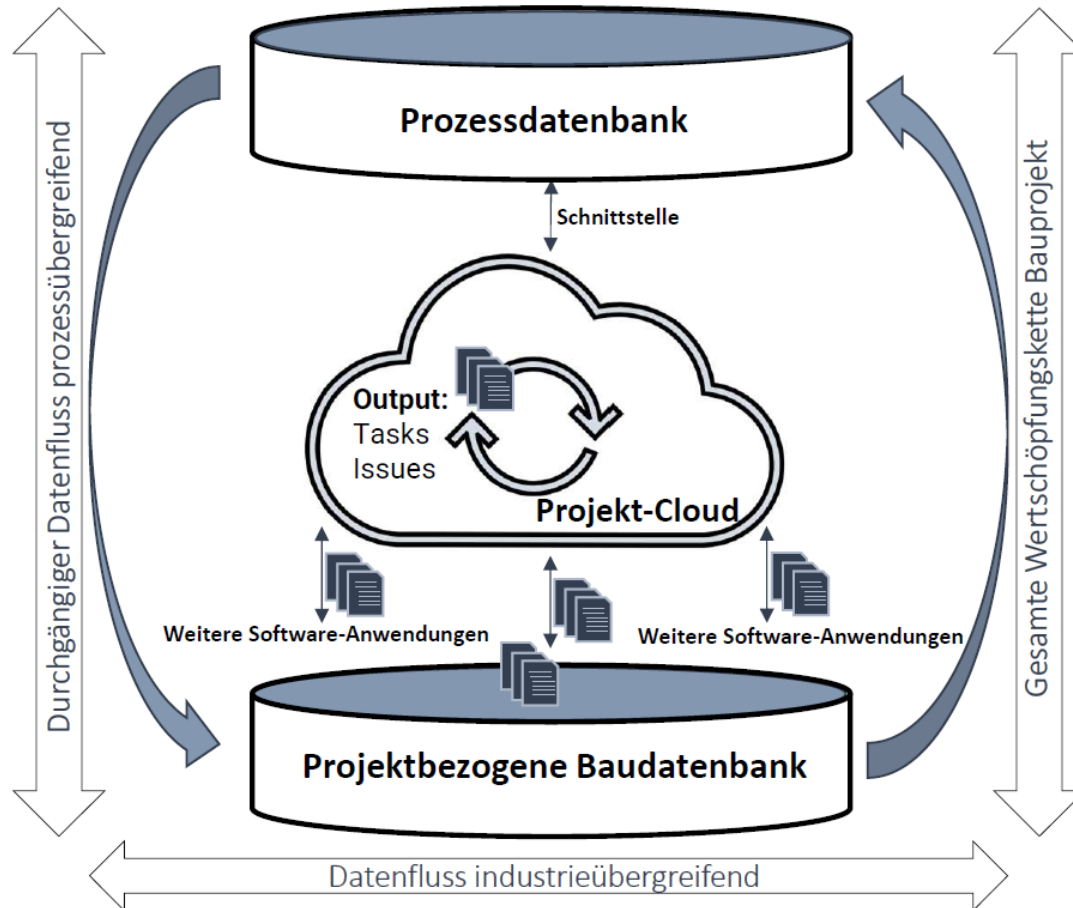 Prozessdatenbank
Schnittstelle
Durchgängiger Datenfluss prozessübergreifend
Gesamte Wertschöpfungskette Bauprojekt
Output:
Tasks
Issues
Projekt-Cloud
Weitere Software-Anwendungen
Weitere Software-Anwendungen
Projektbezogene Baudatenbank
Datenfluss industrieübergreifend